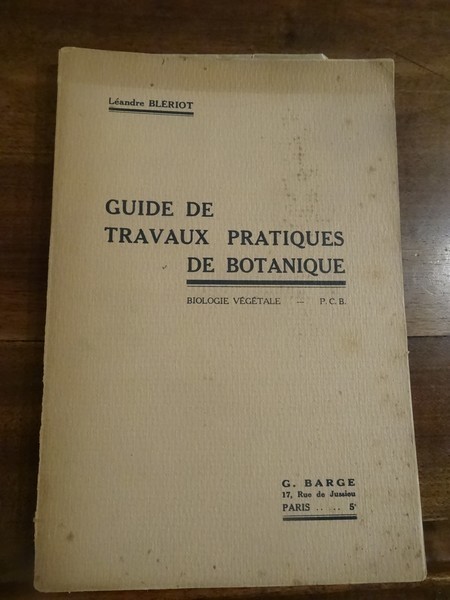 Léandre BLERIOT
GUIDE DE
TRAVAUX PRATIQUES
DE BOTANIQUE
BIOLOGIE VÉGÉTALE — P.C.B.
G. BARGE
17, Rue de Jussieu
PARIS ..... 5ᵉ